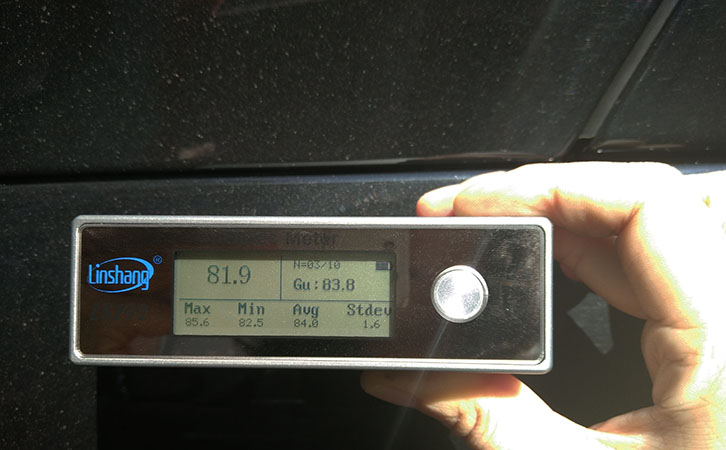 Meter
Linshang ®
81.9
N=03/10
Gu:83.8
Max Min Avg Stdev
85.6 82.5 84.0 1.6